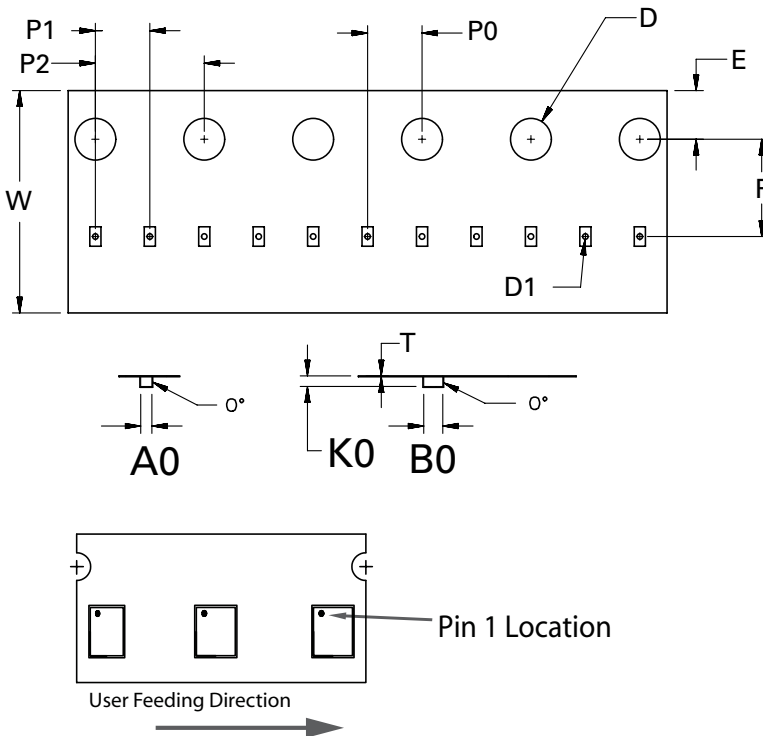 P1
P0
D
P2
E
W
F
D1
T
0°
0°
A0
K0
B0
Pin 1 Location
User Feeding Direction